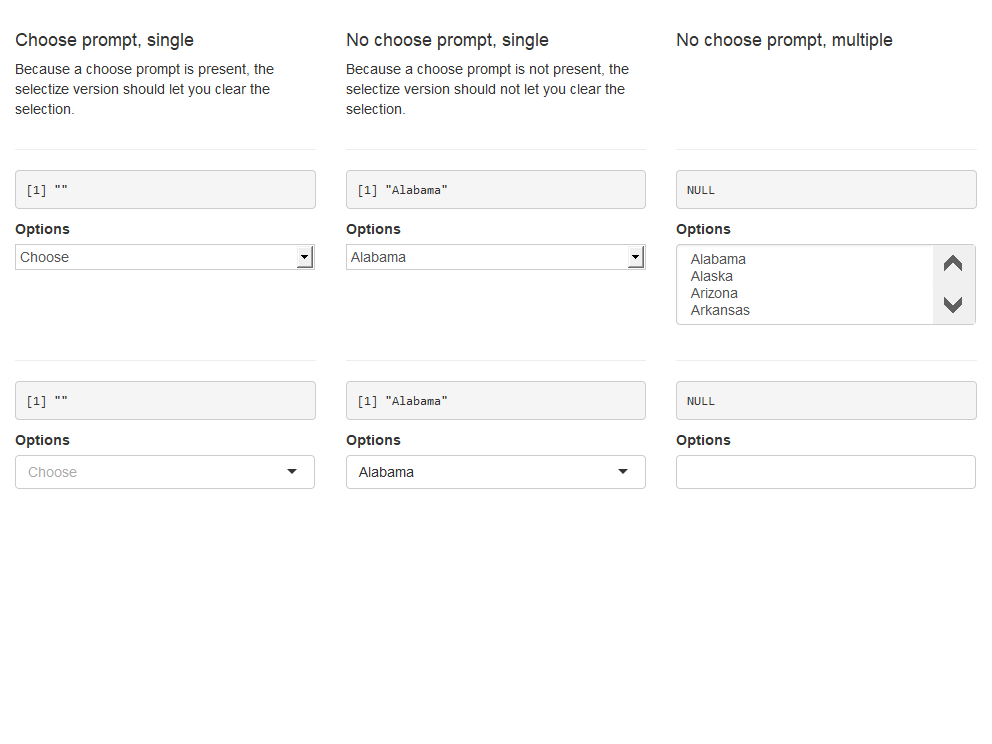 Choose prompt, single
Because a choose prompt is present, the
selectize version should let you clear the
selection.
No choose prompt, single
Because a choose prompt is not present, the
selectize version should not let you clear the
selection.
No choose prompt, multiple
[1] ""
Options
Choose
[1] "Alabama"
Options
Alabama
NULL
Options
Alabama
Alaska
Arizona
Arkansas
[1] ""
Options
Choose
[1] "Alabama"
Options
Alabama
NULL
Options